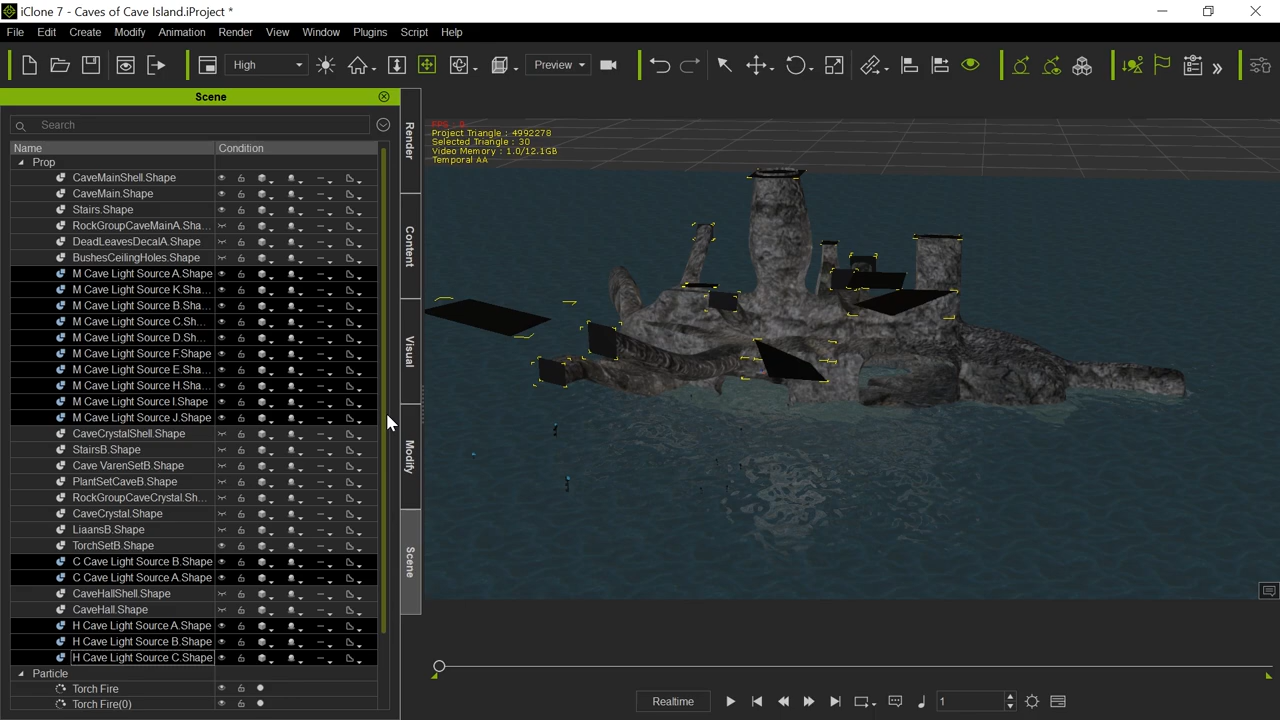 iClone 7 - Caves of Cave Island.iProject *
File Edit Create Modify Animation Render View Window Plugins Script Help
High Preview
Scene
Search
Name Condition
Prop
CaveMainShell.Shape
CaveMain.Shape
Stairs.Shape
RockGroupCaveMainA.Sha...
DeadLeavesDecalA.Shape
BushesCeilingHoles.Shape
M Cave Light Source A.Shape
M Cave Light Source K.Sha...
M Cave Light Source B.Sha...
M Cave Light Source C.Sh...
M Cave Light Source D.Sh...
M Cave Light Source F.Shape
M Cave Light Source E.Sha...
M Cave Light Source H.Sha...
M Cave Light Source I.Shape
M Cave Light Source J.Shape
CaveCrystalShell.Shape
StairsB.Shape
Cave VarenSetB.Shape
PlantSetCaveB.Shape
RockGroupCaveCrystal.Sh...
CaveCrystal.Shape
LiaansB.Shape
TorchSetB.Shape
C Cave Light Source B.Shape
C Cave Light Source A.Shape
CaveHallShell.Shape
CaveHall.Shape
H Cave Light Source A.Shape
H Cave Light Source B.Shape
H Cave Light Source C.Shape
Particle
Torch Fire
Torch Fire(0)
Render
Content
Visual
Modify
Scene
FPS : 0
Project Triangle : 4992278
Selected Triangle : 30
Video Memory : 1.0/12.1GB
Temporal AA
Realtime 1